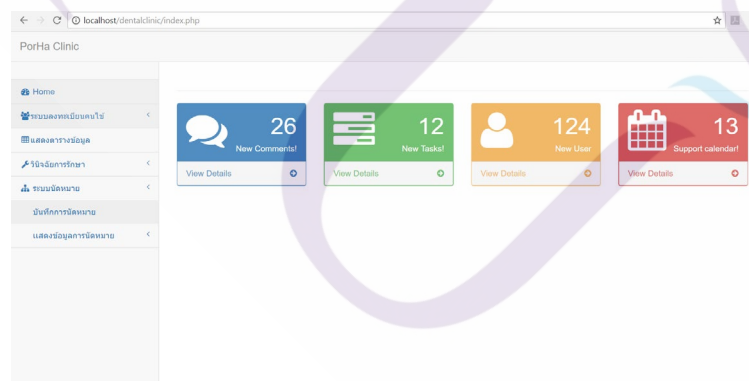 localhost/dentalclinic/index.php
PorHa Clinic
Home
ระบบลงทะเบียนคนไข้
แสดงตารางข้อมูล
วินิจฉัยการรักษา
ระบบนัดหมาย
บันทึกการนัดหมาย
แสดงข้อมูลการนัดหมาย
26
New Comments!
View Details
12
New Tasks!
View Details
124
New User
View Details
13
Support calendar!
View Details